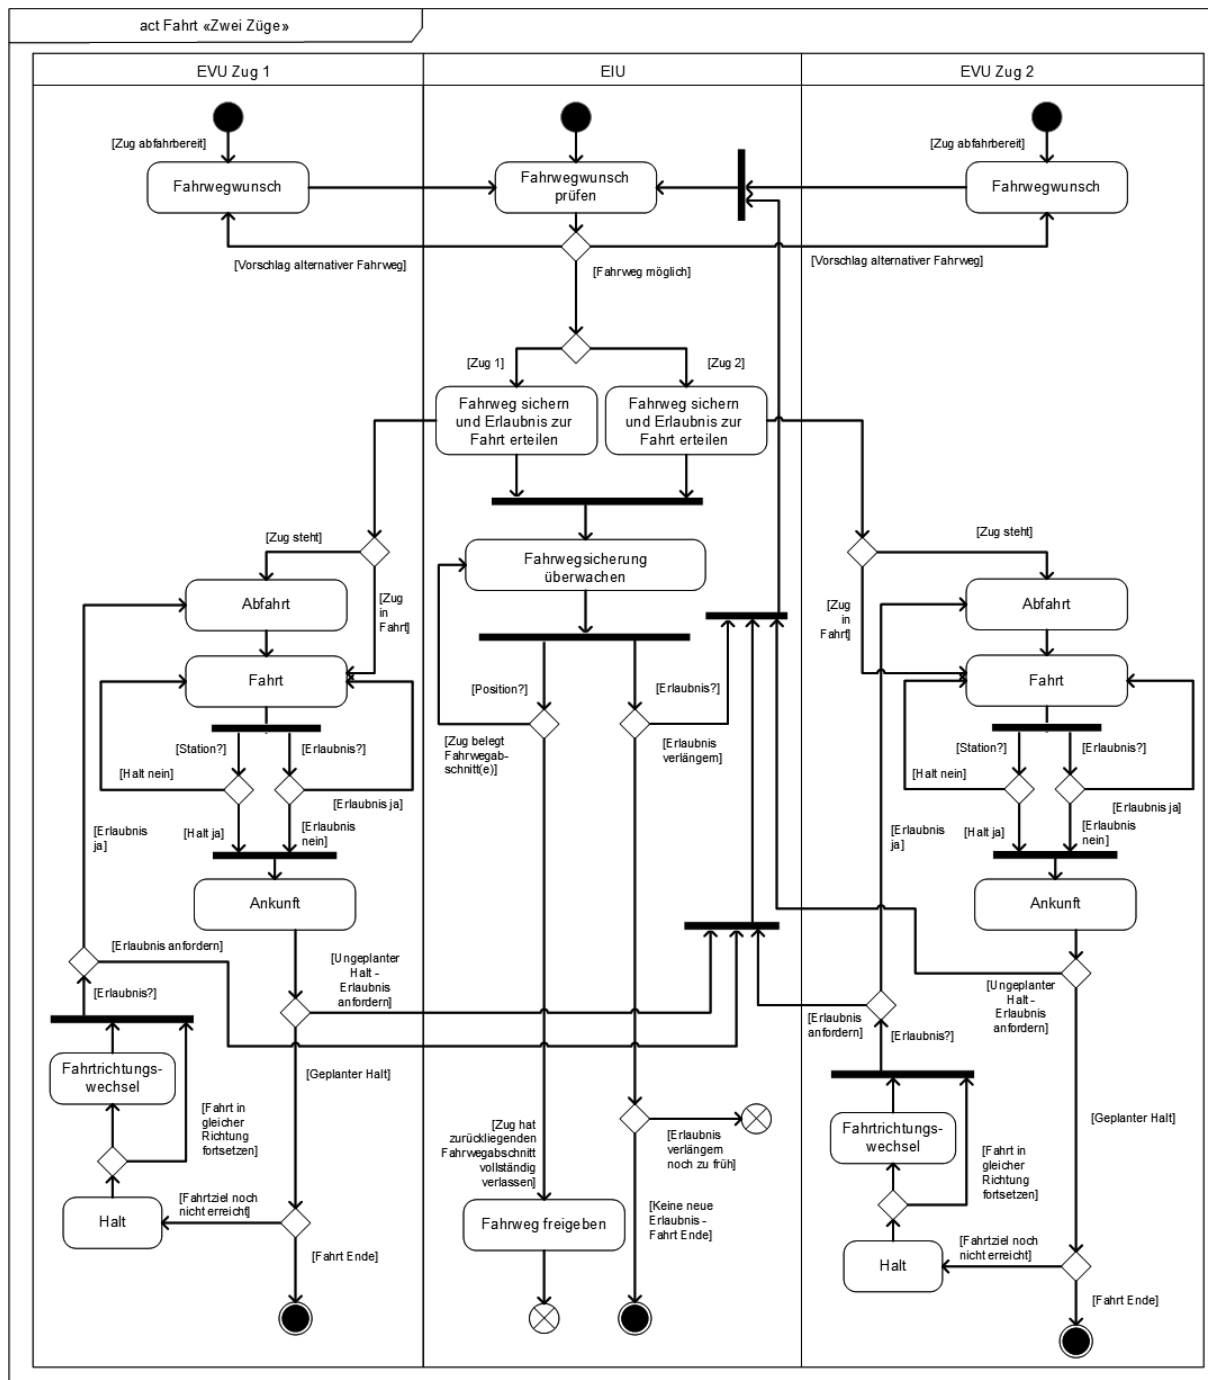 act Fahrt «Zwei Züge»
EVU Zug 1
EIU
EVU Zug 2
[Zug abfahrbereit]
[Zug abfahrbereit]
Fahrwegwunsch
Fahrwegwunsch
prüfen
Fahrwegwunsch
[Vorschlag alternativer Fahrweg]
[Vorschlag alternativer Fahrweg]
[Fahrweg möglich]
[Zug 1]
[Zug 2]
Fahrweg sichern
und Erlaubnis zur
Fahrt erteilen
Fahrweg sichern
und Erlaubnis zur
Fahrt erteilen
[Zug steht]
[Zug steht]
Fahrwegsicherung
überwachen
Abfahrt
[Zug
in
Fahrt]
[Zug
in
Fahrt]
Abfahrt
Fahrt
[Position?]
[Erlaubnis?]
Fahrt
[Station?]
[Erlaubnis?]
[Zug belegt
Fahrwegab-
schnitt(e)]
[Erlaubnis
verlängern]
[Station?]
[Erlaubnis?]
[Halt nein]
[Erlaubnis ja]
[Halt nein]
[Erlaubnis ja]
[Erlaubnis
ja]
[Halt ja]
[Erlaubnis
nein]
[Erlaubnis
ja]
[Halt ja]
[Erlaubnis
nein]
Ankunft
Ankunft
[Erlaubnis anfordern]
[Ungeplanter
Halt -
Erlaubnis
anfordern]
[Ungeplanter
Halt -
Erlaubnis
anfordern]
[Erlaubnis?]
[Erlaubnis
anfordern]
[Erlaubnis?]
Fahrtrichtungs-
wechsel
[Geplanter Halt]
[Fahrt in
gleicher
Richtung
fortsetzen]
[Zug hat
zurückliegenden
Fahrwegabschnitt
vollständig
verlassen]
[Erlaubnis
verlängern
noch zu früh]
Fahrtrichtungs-
wechsel
[Geplanter Halt]
[Fahrt in
gleicher
Richtung
fortsetzen]
Halt
[Fahrtziel noch
nicht erreicht]
Fahrweg freigeben
[Keine neue
Erlaubnis -
Fahrt Ende]
[Fahrt Ende]
Halt
[Fahrtziel noch
nicht erreicht]
[Fahrt Ende]